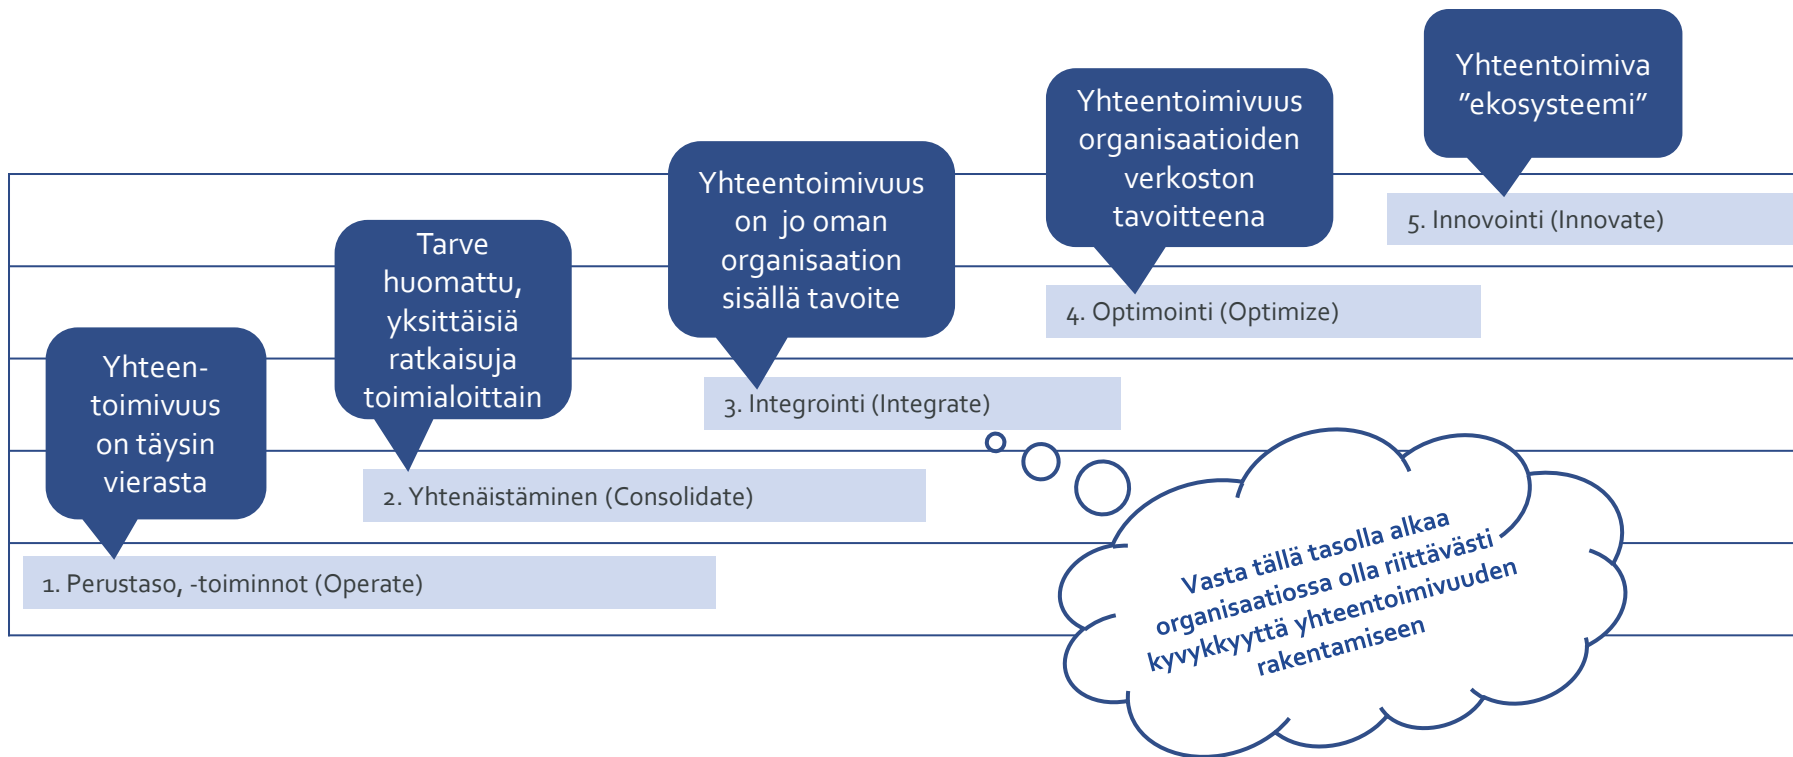 Yhteentoimiva
”ekosysteemi”
5. Innovointi (Innovate)
Yhteentoimivuus
organisaatioiden
verkoston
tavoitteena
4. Optimointi (Optimize)
Yhteentoimivuus
on jo oman
organisaation
sisällä tavoite
3. Integrointi (Integrate)
Tarve
huomattu,
yksittäisiä
ratkaisuja
toimialoittain
2. Yhtenäistäminen (Consolidate)
Yhteen-
toimivuus
on täysin
vierasta
1. Perustaso, -toiminnot (Operate)
Vasta tällä tasolla alkaa
organisaatiossa olla riittävästi
kyvykkyyttä yhteentoimivuuden
rakentamiseen